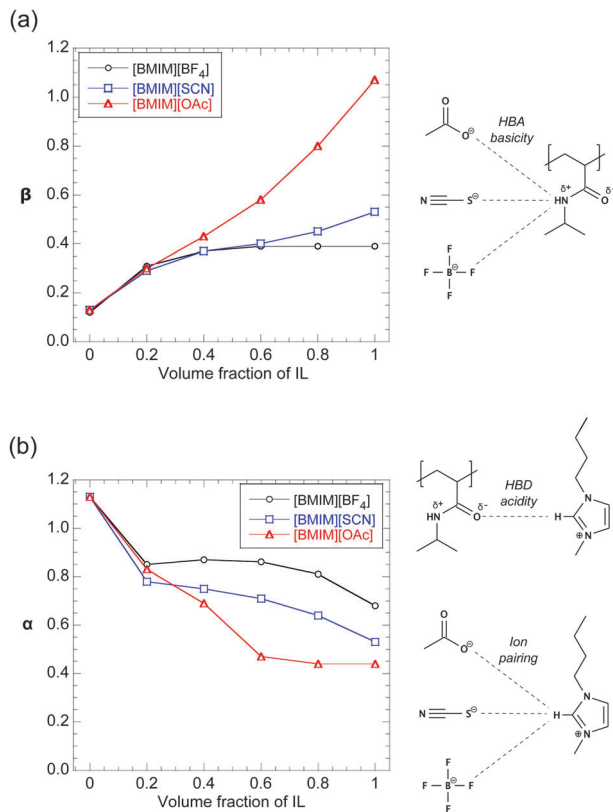 (a)
[BMIM][BF₄]
[BMIM][SCN]
[BMIM][OAc]
1.2
1.0
0.8
0.6
0.4
0.2
0.0
β
0 0.2 0.4 0.6 0.8 1
Volume fraction of IL
O
O⊖
HBA
basicity
N S⊖
F
F B⊖ F
F
δ+ δ-
HN O
(b)
[BMIM][BF₄]
[BMIM][SCN]
[BMIM][OAc]
1.2
1.0
0.8
0.6
0.4
0.2
0.0
α
0 0.2 0.4 0.6 0.8 1
Volume fraction of IL
δ+ δ-
HN O
HBD
acidity
H N
N⊕
O
O⊖
Ion
pairing
N S⊖
H N
N⊕
F
F B⊖ F
F